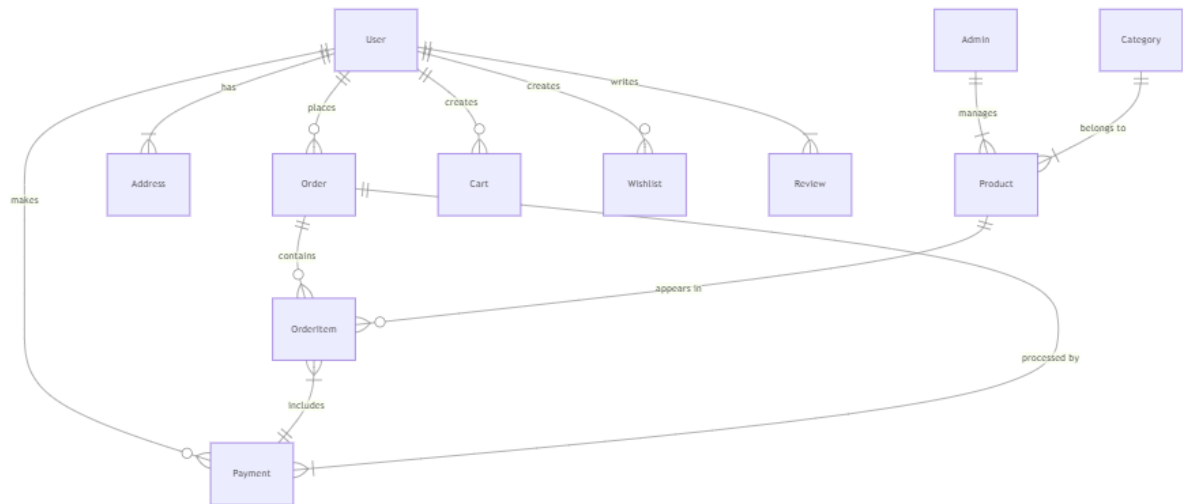 User
Admin
Category
has
places
creates
creates
writes
manages
belongs to
Address
Order
Cart
Wishlist
Review
Product
makes
contains
appears in
OrderItem
processed by
includes
Payment